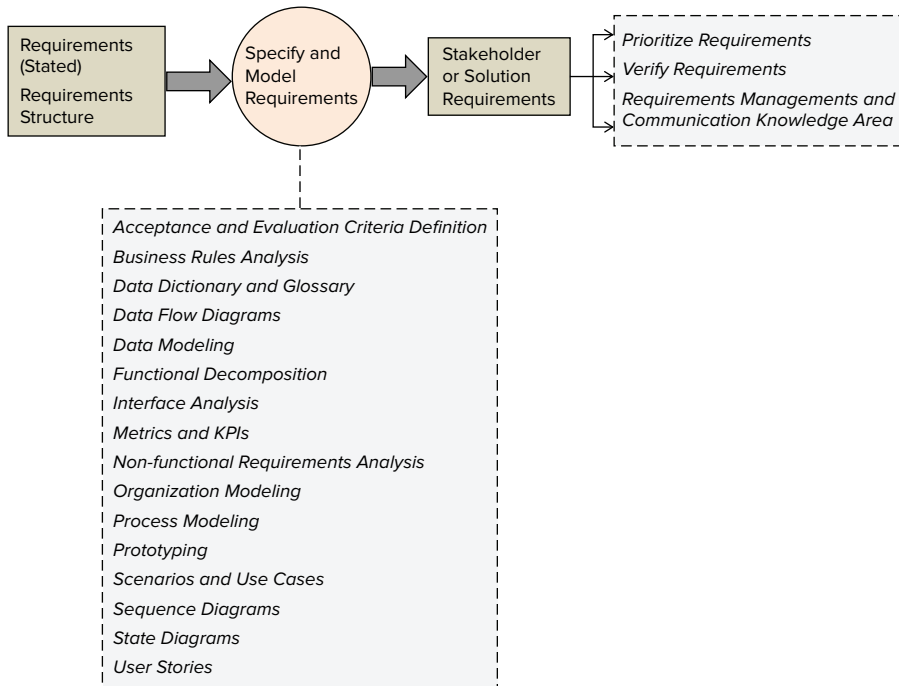 Requirements
(Stated)
Requirements
Structure
Specify and
Model
Requirements
Stakeholder
or Solution
Requirements
Prioritize Requirements
Verify Requirements
Requirements Managements and
Communication Knowledge Area
Acceptance and Evaluation Criteria Definition
Business Rules Analysis
Data Dictionary and Glossary
Data Flow Diagrams
Data Modeling
Functional Decomposition
Interface Analysis
Metrics and KPIs
Non-functional Requirements Analysis
Organization Modeling
Process Modeling
Prototyping
Scenarios and Use Cases
Sequence Diagrams
State Diagrams
User Stories